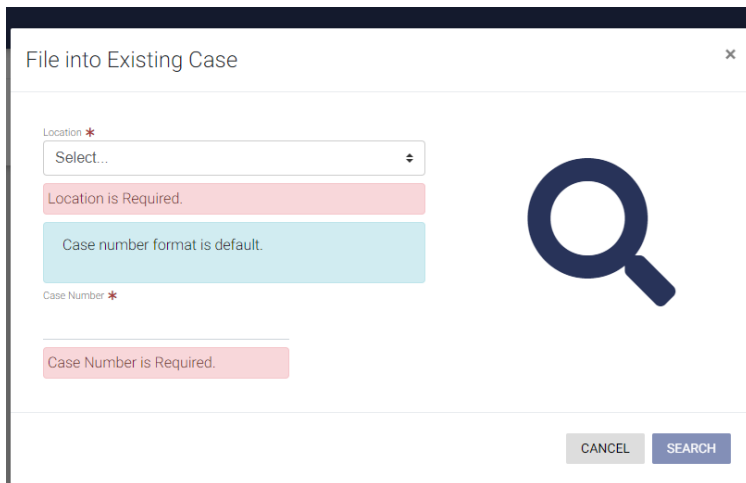 File into Existing Case
×
Location *
Select...
Location is Required.
Case number format is default.
Case Number *
Case Number is Required.
CANCEL SEARCH